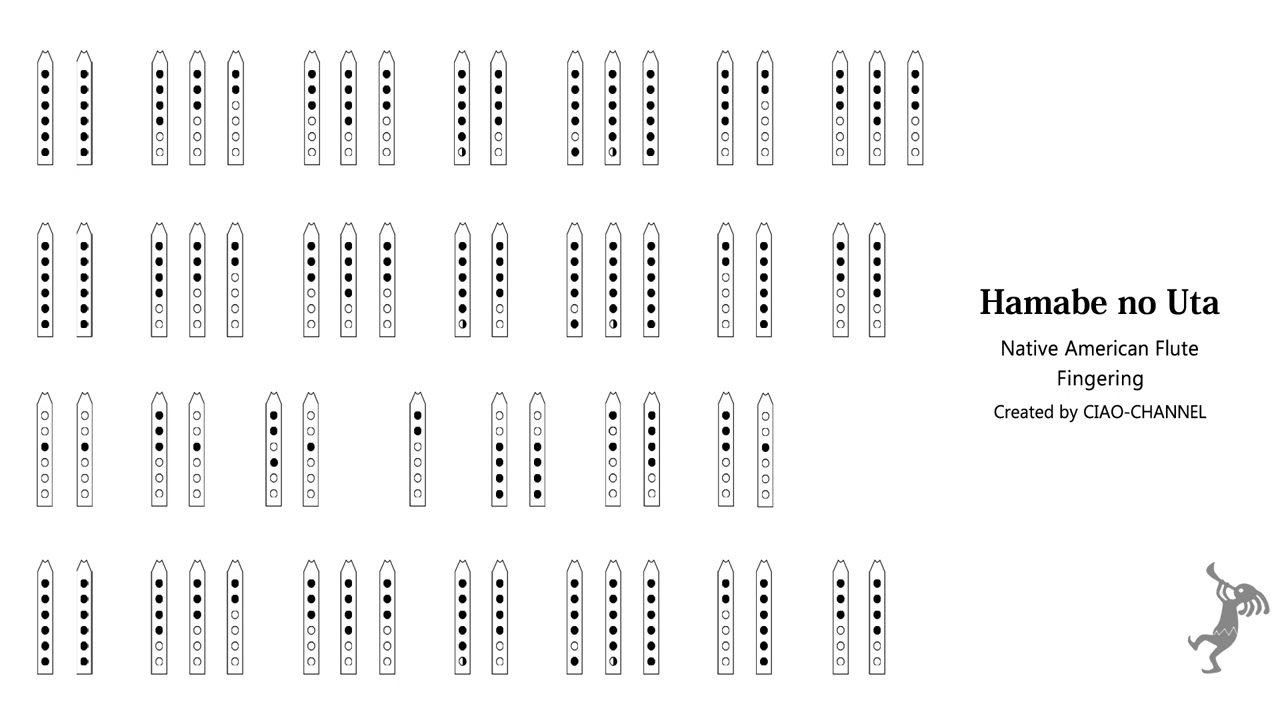 Hamabe no Uta
Native American Flute
Fingering
Created by CIAO-CHANNEL